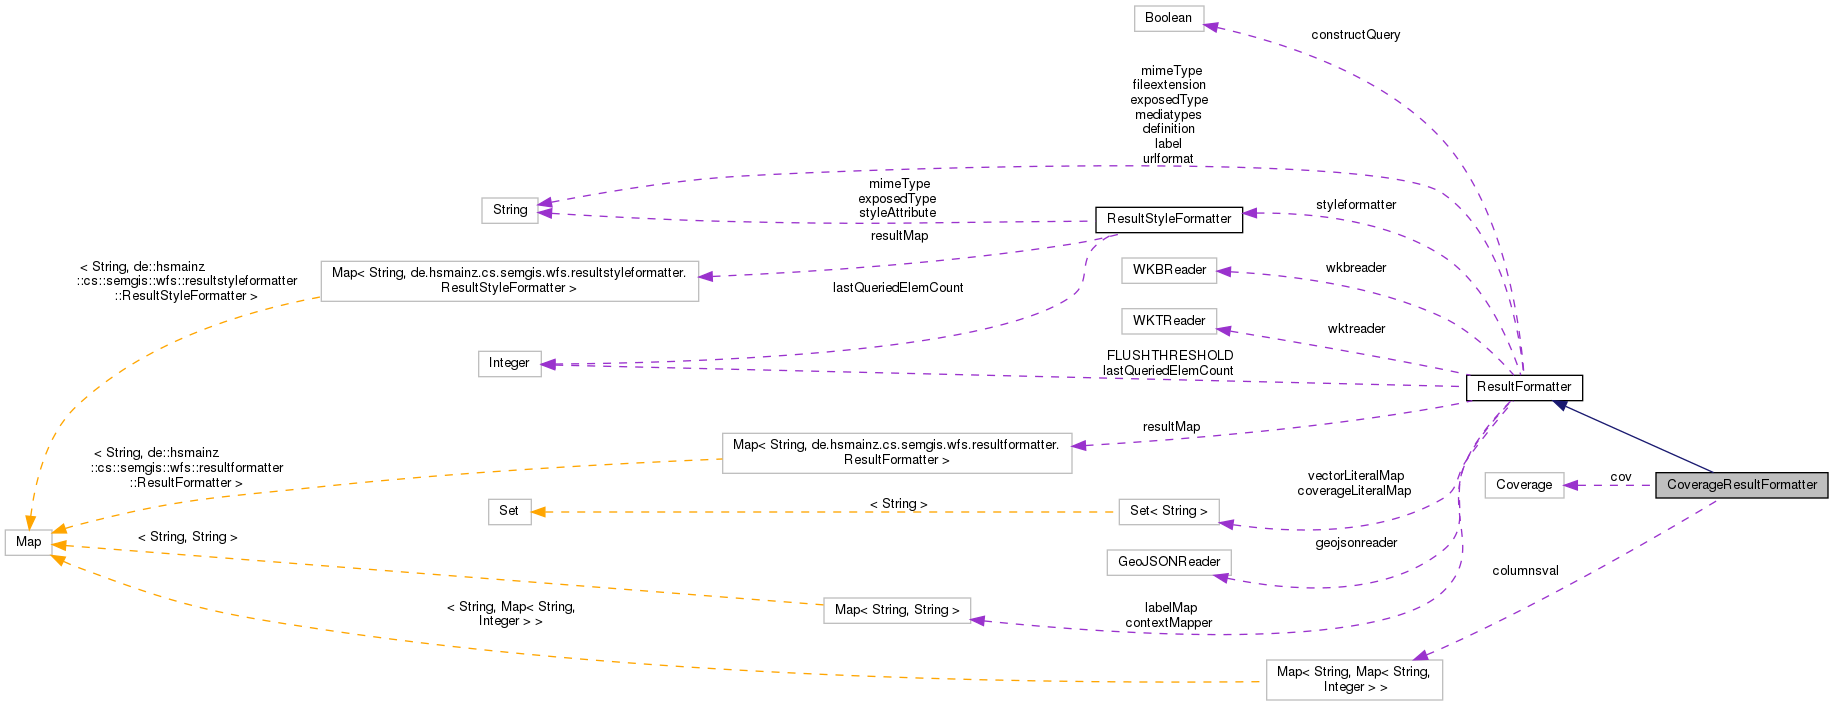 Boolean
constructQuery
mimeType
fileextension
exposedType
mediatypes
definition
label
urlformat
mimeType
exposedType
styleAttribute
String
ResultStyleFormatter
styleformatter
resultMap
< String, de::hsmainz
::cs::semgis::wfs::resultstyleformatter
::ResultStyleFormatter >
Map< String, de.hsmainz.cs.semgis.wfs.resultstyleformatter.
ResultStyleFormatter >
WKBReader
wkbreader
lastQueriedElemCount
WKTReader
wktreader
Integer
FLUSHTHRESHOLD
lastQueriedElemCount
ResultFormatter
resultMap
Map< String, de.hsmainz.cs.semgis.wfs.resultformatter.
ResultFormatter >
< String, de::hsmainz
::cs::semgis::wfs::resultformatter
::ResultFormatter >
vectorLiteralMap
coverageLiteralMap
Coverage
cov
CoverageResultFormatter
Set
< String >
Set< String >
Map
< String, String >
geojsonreader
GeoJSONReader
columnsval
< String, Map< String,
Integer > >
Map< String, String >
labelMap
contextMapper
Map< String, Map< String,
Integer > >